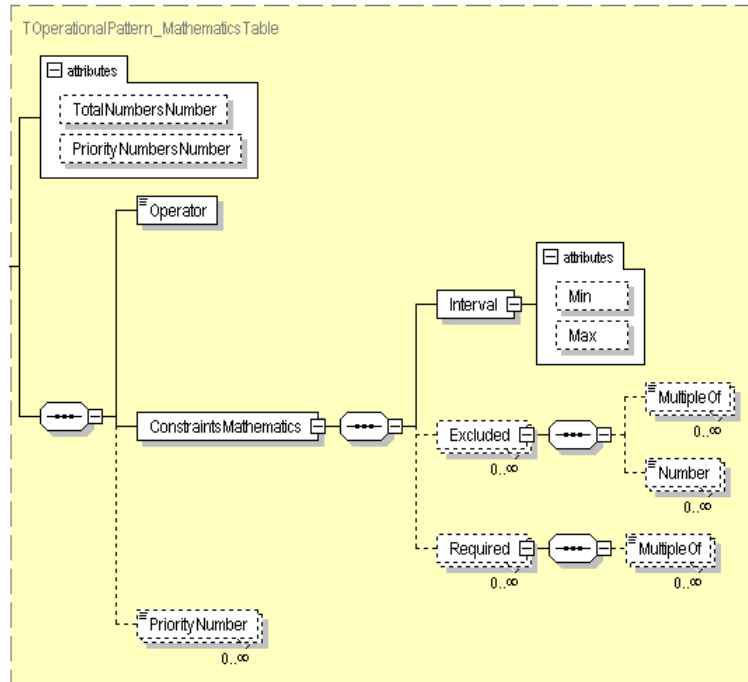 TOperationalPattern_MathematicsTable
attributes
TotalNumbersNumber
PriorityNumbersNumber
Operator
attributes
Interval
Min
Max
ConstraintsMathematics
Excluded
0..∞
MultipleOf
0..∞
Number
0..∞
Required
0..∞
MultipleOf
0..∞
PriorityNumber
0..∞